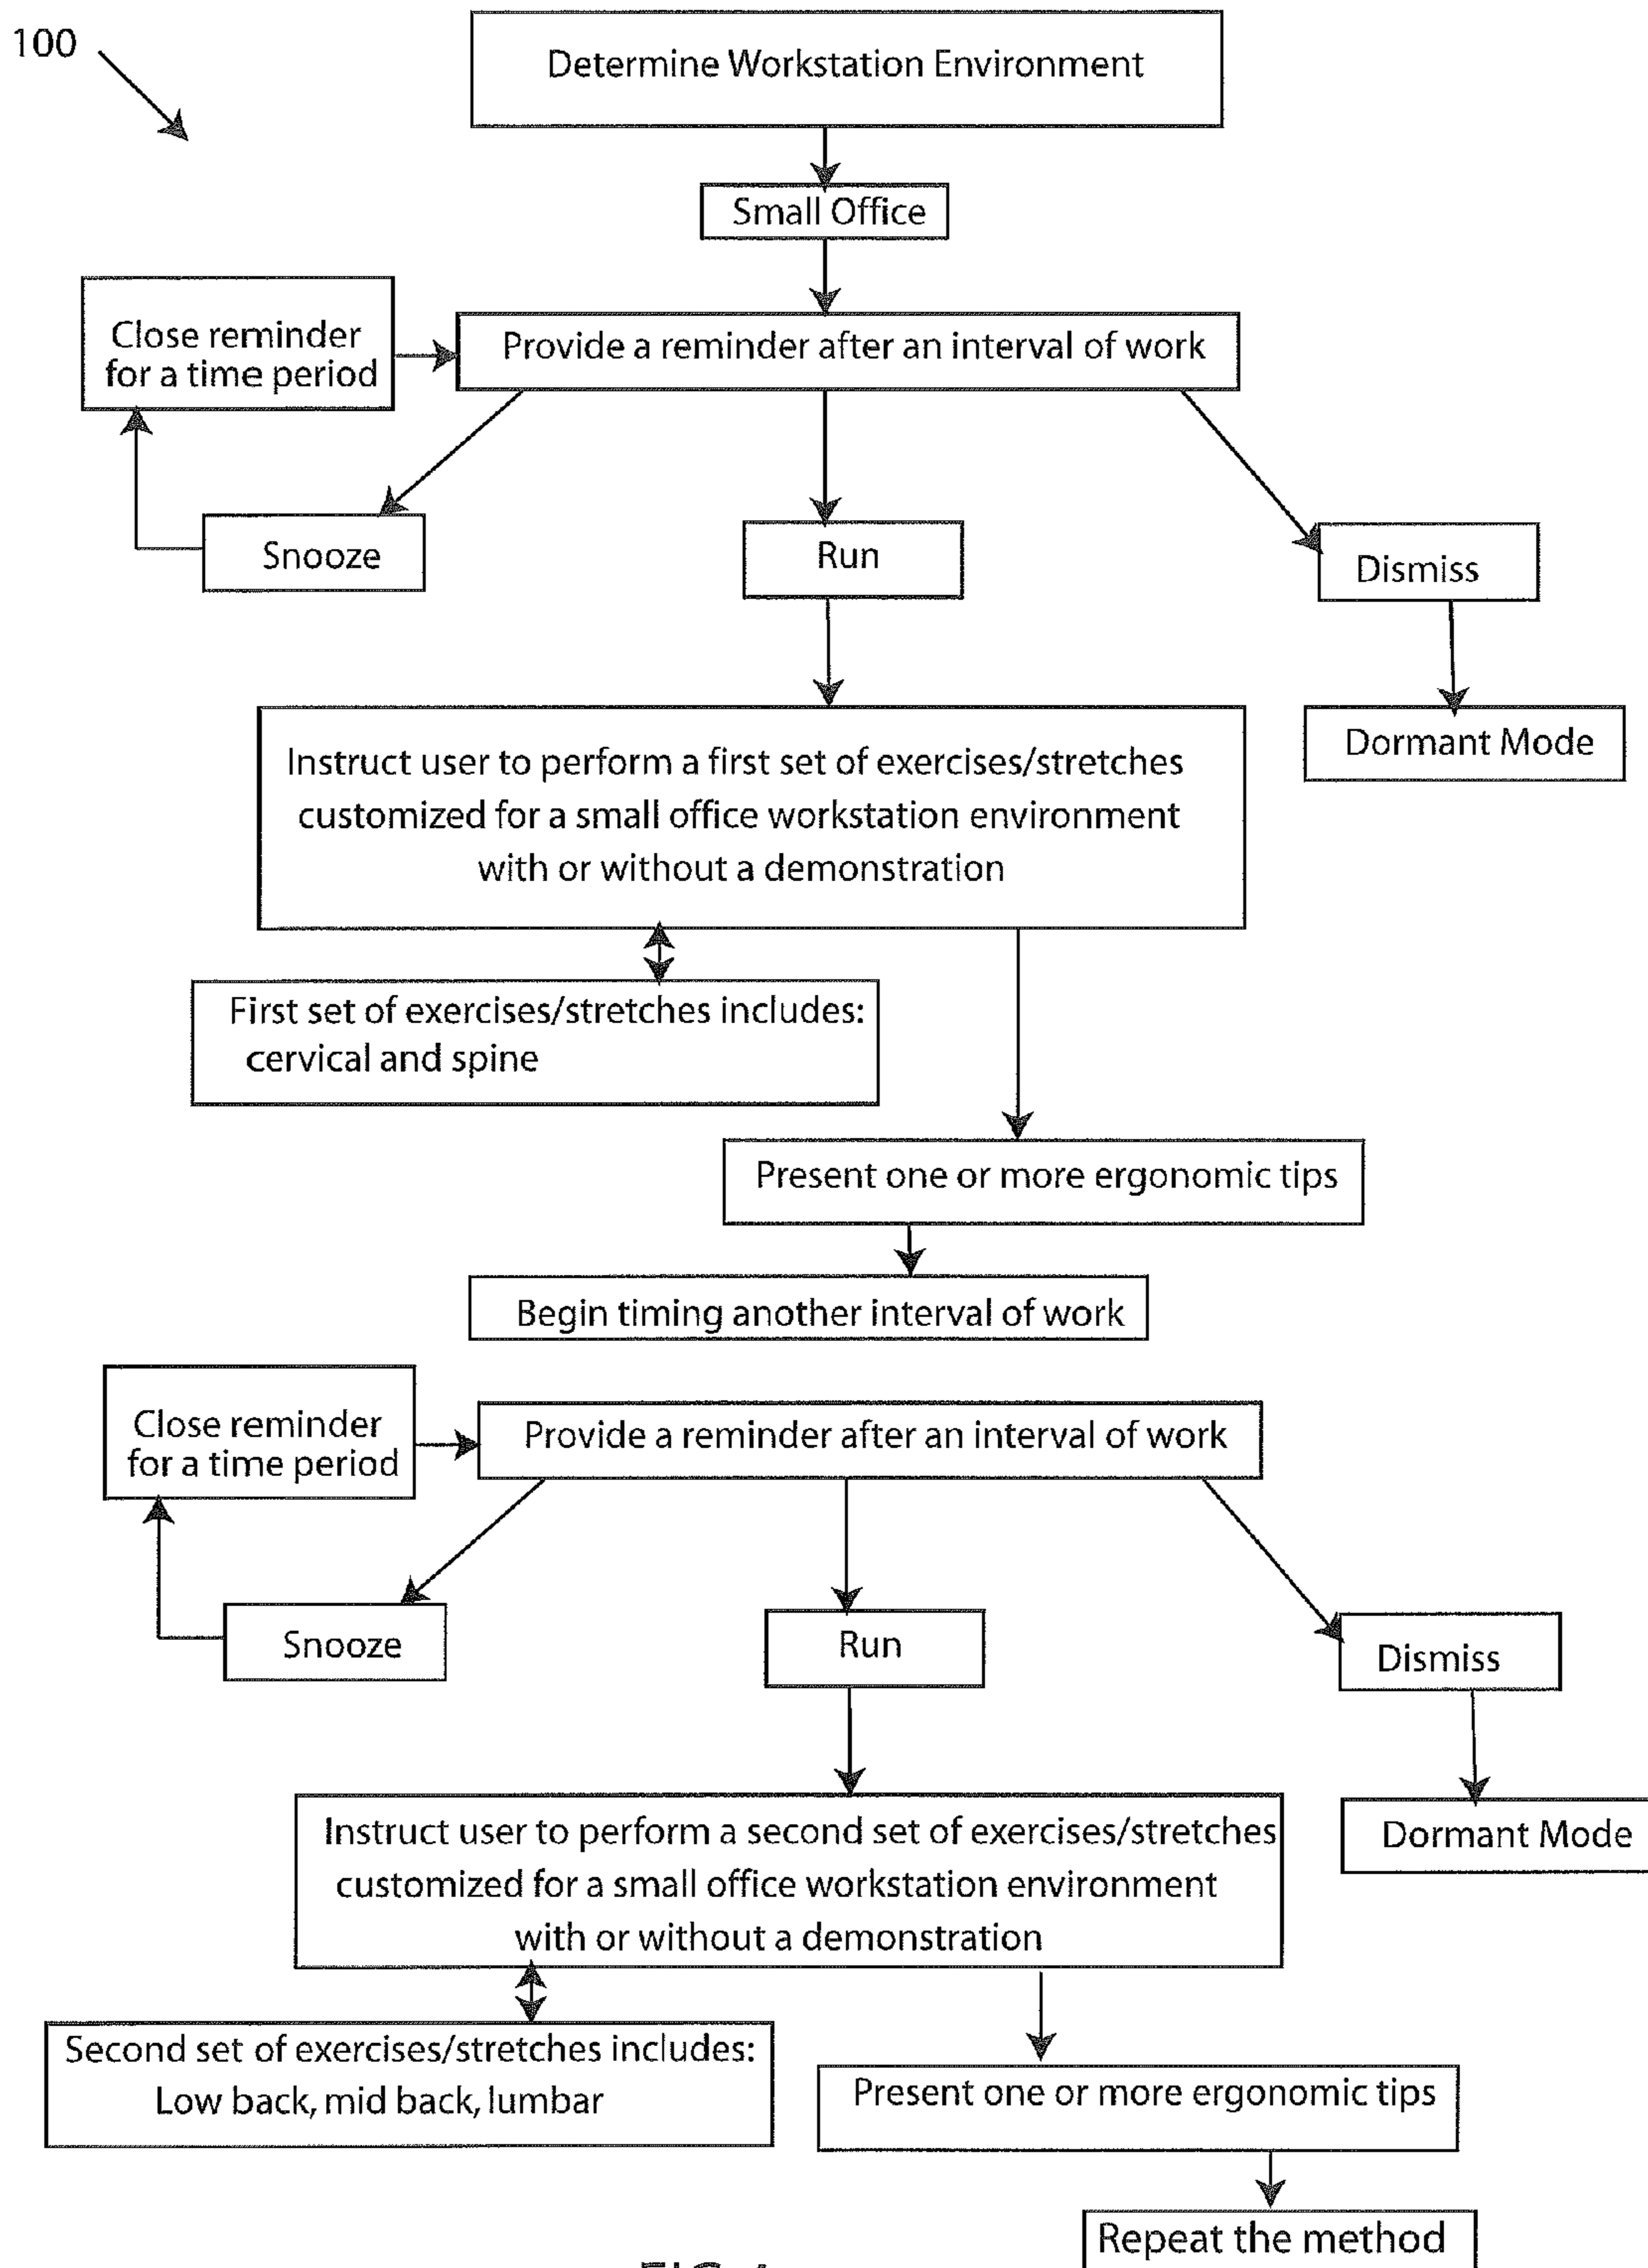 100
Determine Workstation Environment
Small Office
Close reminder
for a time period
Provide a reminder after an interval of work
Snooze
Run
Dismiss
Dormant Mode
Instruct user to perform a first set of exercises/stretches
customized for a small office workstation environment
with or without a demonstration
First set of exercises/stretches includes:
cervical and spine
Present one or more ergonomic tips
Begin timing another interval of work
Close reminder
for a time period
Provide a reminder after an interval of work
Snooze
Run
Dismiss
Dormant Mode
Instruct user to perform a second set of exercises/stretches
customized for a small office workstation environment
with or without a demonstration
Second set of exercises/stretches includes:
Low back, mid back, lumbar
Present one or more ergonomic tips
Repeat the method